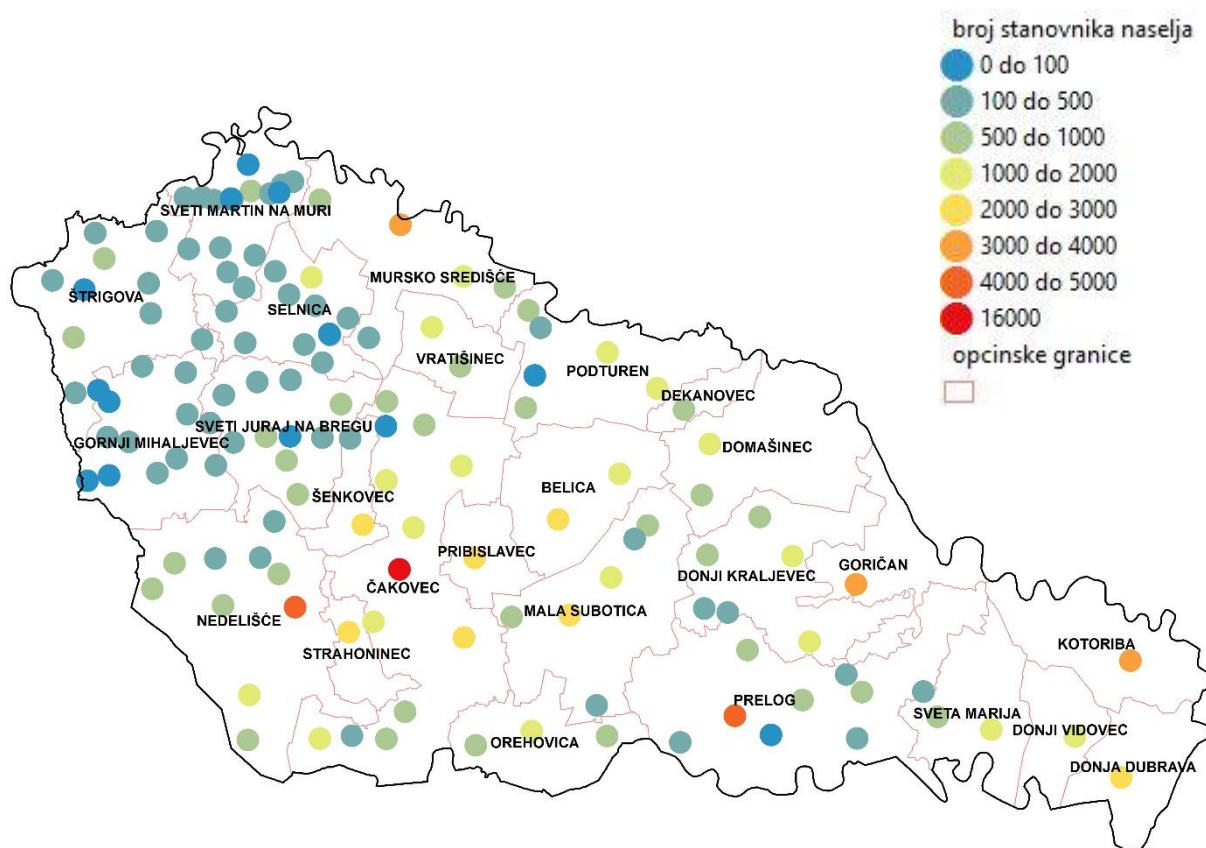 broj stanovnika naselja
0 do 100
100 do 500
500 do 1000
1000 do 2000
2000 do 3000
3000 do 4000
4000 do 5000
16000
opcinske granice
SVETI MARTIN NA MURI
MURSKO SREDIŠĆE
ŠTRIGOVA
SELNICA
VRATIŠINEC
PODTUREN
DEKANOVEC
SVETI JURAJ NA BREGU
GORNJI MIHALJEVEC
DOMAŠINEC
BELICA
ŠENKOVEC
PRIBISLAVEC
DONJI KRALJEVEC
GORIČAN
ČAKOVEC
MALA SUBOTICA
NEDELIŠĆE
STRAHONINEC
KOTORIBA
PRELOG
SVETA MARIJA
DONJI VIDOVEC
OREHOVICA
DONJA DUBRAVA